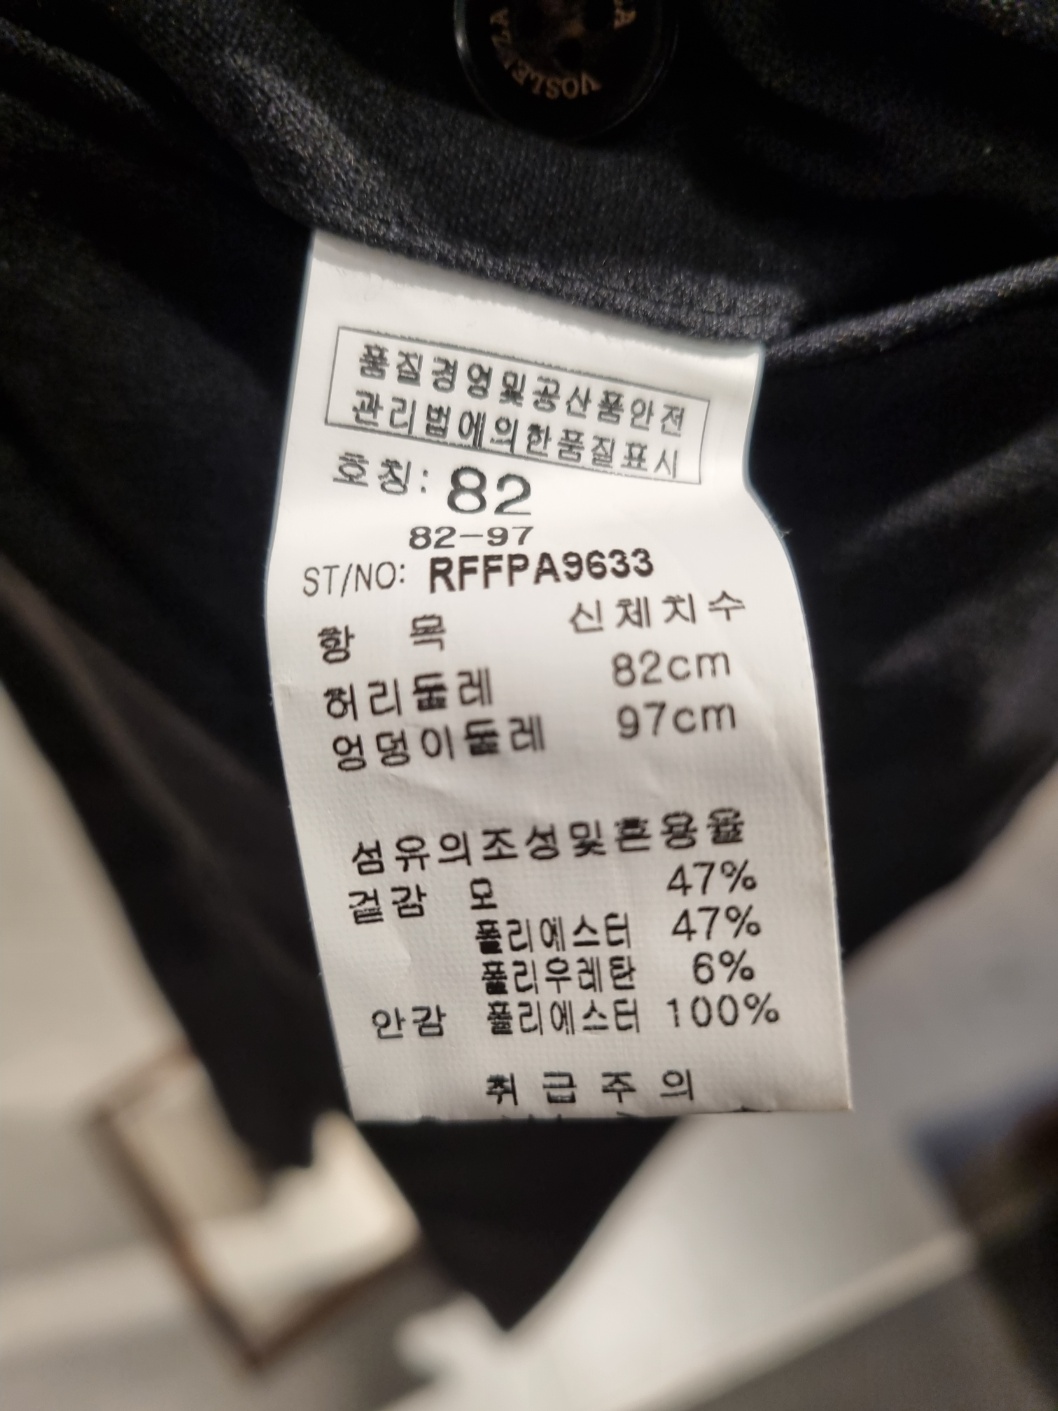 VOSLENZA
품질경영및공산품안전
관리법에의한품질표시
호칭: 82
82-97
ST/NO: RFFPA9633
항 목 신체치수
허리둘레 82cm
엉덩이둘레 97cm
섬유의조성및혼용율
겉감 모 47%
폴리에스터 47%
폴리우레탄 6%
안감 폴리에스터 100%
취급주의